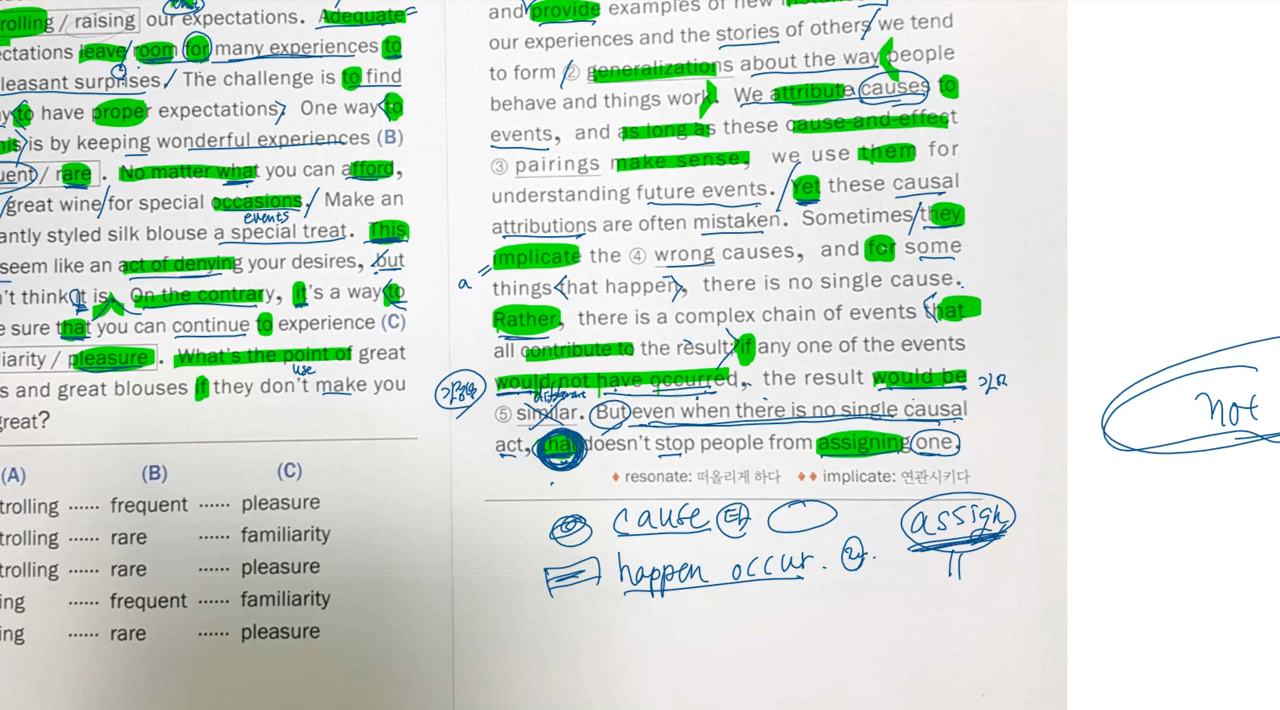 rolling / raising our expectations. Adequate =
ctations leave room for many experiences to
leasant surprises. / The challenge is to find
y to have proper expectations. One way to
his is by keeping wonderful experiences (B)
uent / rare . No matter what you can afford,
great wine / for special occasions. / Make an
events
antly styled silk blouse a special treat. This
seem like an act of denying your desires, but
't think it is. On the contrary, it's a way to
e sure that you can continue to experience (C)
liarity / pleasure . What's the point of great
use
s and great blouses if they don't make you
great?
(A) (B) (C)
trolling ...... frequent ...... pleasure
trolling ...... rare ...... familiarity
trolling ...... rare ...... pleasure
ing ...... frequent ...... familiarity
ing ...... rare ...... pleasure
and provide examples of new
our experiences and the stories of others, we tend
to form ② generalizations about the way people
behave and things work. We attribute causes to
events, and as long as these cause-and-effect
③ pairings make sense, we use them for
understanding future events. / Yet these causal
attributions are often mistaken. Sometimes / they
implicate the ④ wrong causes, and for some
a =
things that happen, there is no single cause.
Rather, there is a complex chain of events that
all contribute to the result; if any one of the events
would not have occurred, the result would be
different
⑤ similar. But even when there is no single causal
act, that doesn't stop people from assigning one.
♦ resonate: 떠올리게 하다 ♦♦ implicate: 연관시키다
cause 타 assign
happen occur.
not